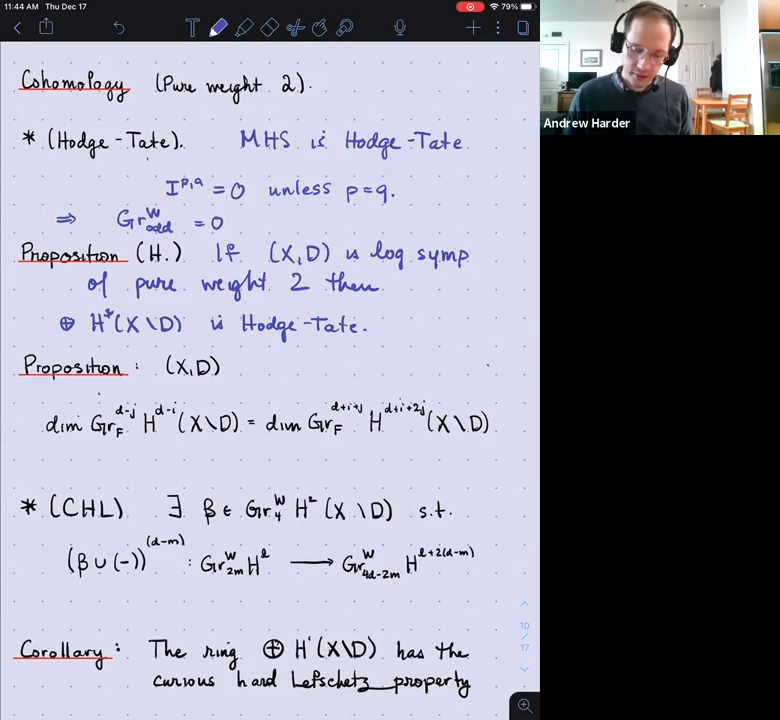 11:44 AM Thu Dec 17
79%
Andrew Harder
Cohomology (Pure weight 2).
* (Hodge-Tate). MHS is Hodge-Tate
I^{p,q} = 0 unless p=q.
⇒ Gr^W_{odd} = 0
Proposition (H.) If (X,D) is log symp
of pure weight 2 then
⊕ H^*(X\D) is Hodge-Tate.
Proposition: (X,D)
dim Gr_F^{d-j} H^{d-i}(X\D) = dim Gr_F^{d+i+j} H^{d+i+2j}(X\D)
* (CHL) ∃ β ∈ Gr^W_4 H^2(X\D) s.t.
(β ∪ (-))^{(d-m)} : Gr^W_{2m} H^ℓ ⟶ Gr^W_{4d-2m} H^{ℓ+2(d-m)}
10
/
17
Corollary: The ring ⊕ H^i(X\D) has the
curious hard Lefschetz property